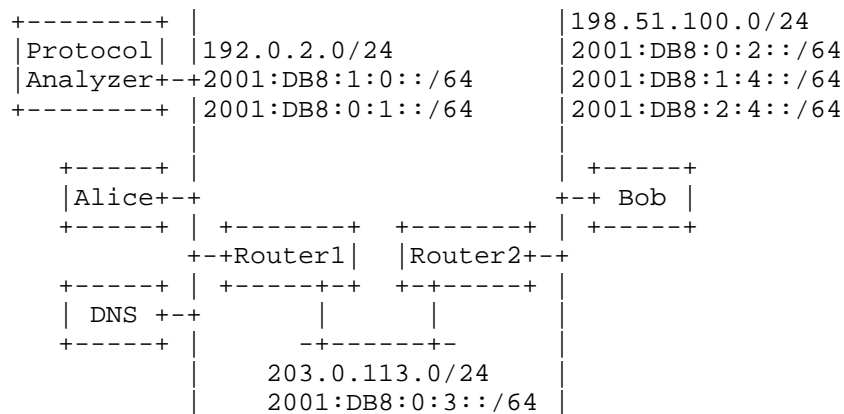 +--------+ |                        |198.51.100.0/24
|Protocol| |192.0.2.0/24            |2001:DB8:0:2::/64
|Analyzer+-+2001:DB8:1:0::/64       |2001:DB8:1:4::/64
+--------+ |2001:DB8:0:1::/64       |2001:DB8:2:4::/64
           |                        |
   +-----+ |                        | +-----+
   |Alice+-+                        +-+ Bob |
   +-----+ | +-------+  +-------+ | +-----+
           +-+Router1|  |Router2+-+
   +-----+ | +-----+-+  +-+-----+ |
   | DNS +-+       |      |       |
   +-----+ |      -+------+-      |
           |    203.0.113.0/24    |
           |    2001:DB8:0:3::/64 |